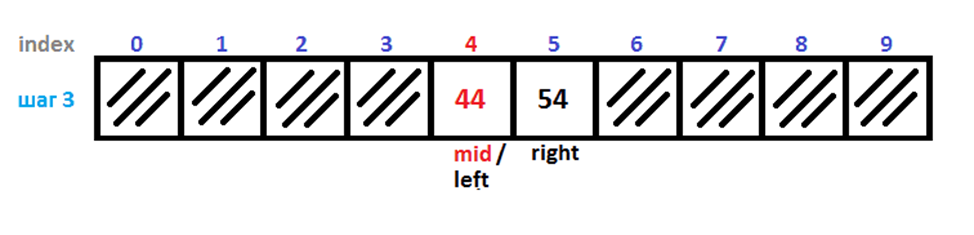 index 0 1 2 3 4 5 6 7 8 9
шаг 3 44 54
mid / right
left